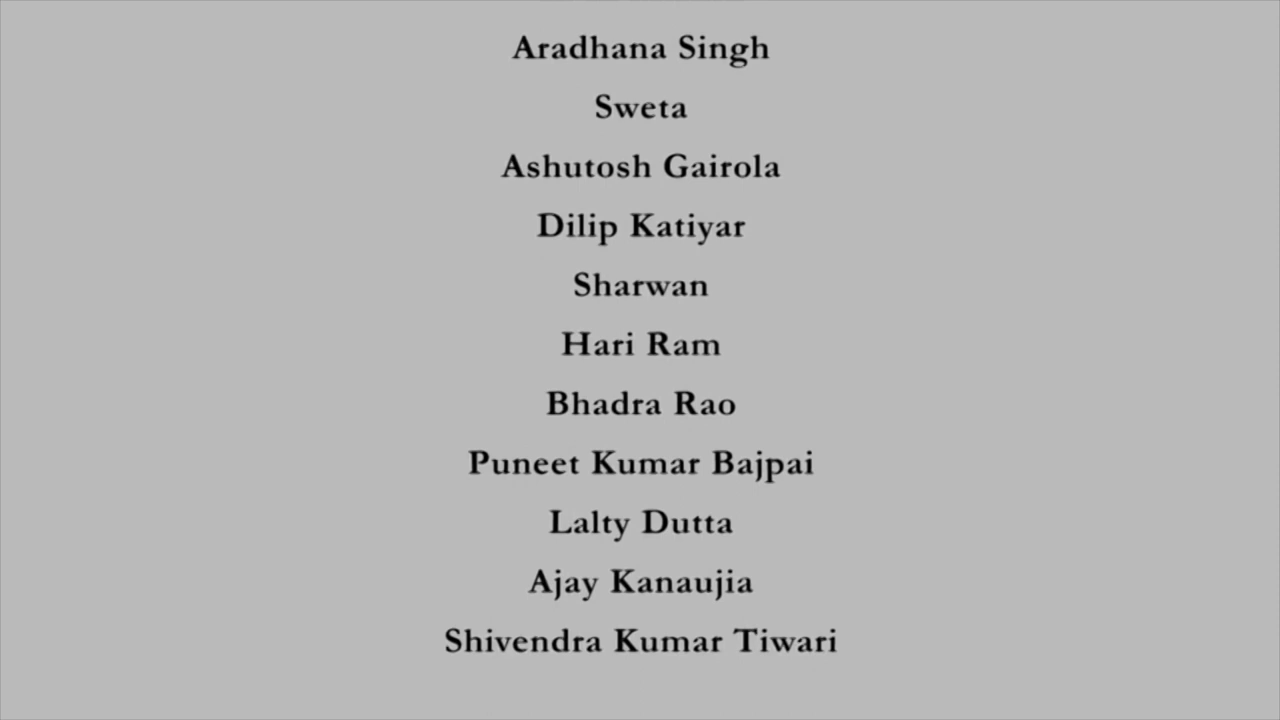 Aradhana Singh
Sweta
Ashutosh Gairola
Dilip Katiyar
Sharwan
Hari Ram
Bhadra Rao
Puneet Kumar Bajpai
Lalty Dutta
Ajay Kanaujia
Shivendra Kumar Tiwari